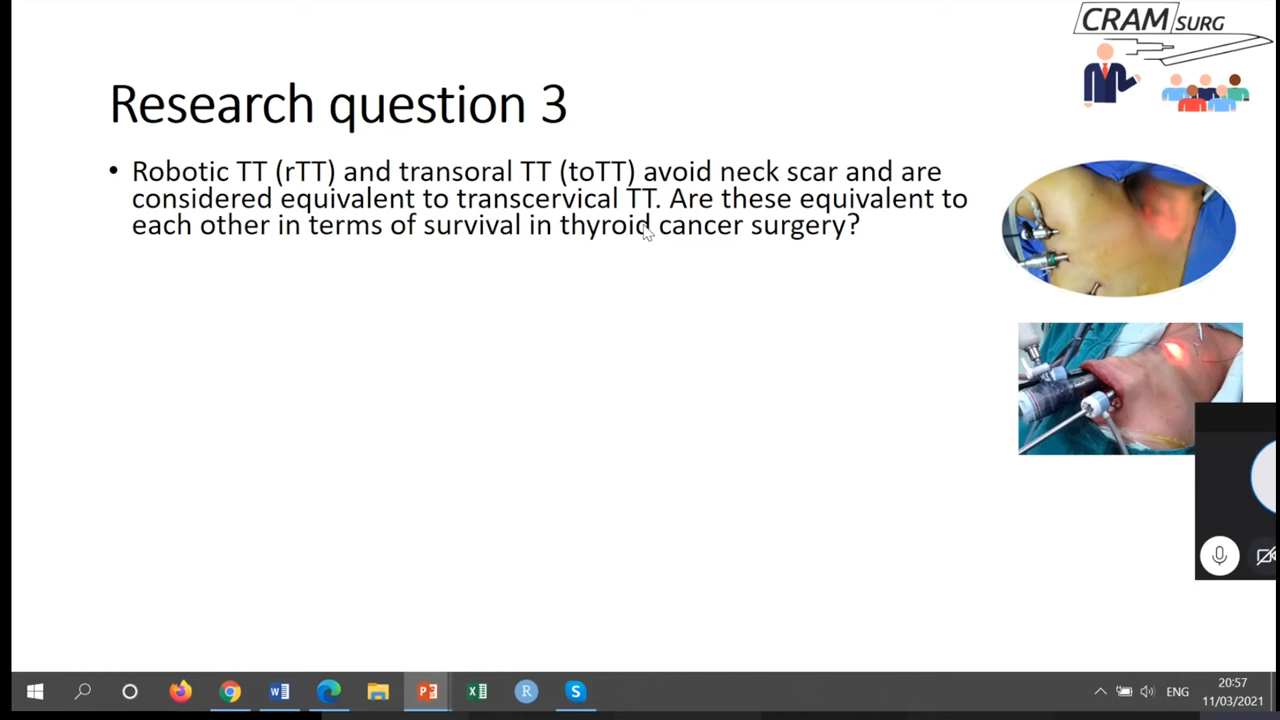 CRAM SURG
Research question 3
• Robotic TT (rTT) and transoral TT (toTT) avoid neck scar and are
considered equivalent to transcervical TT. Are these equivalent to
each other in terms of survival in thyroid cancer surgery?
ENG
20:57
11/03/2021